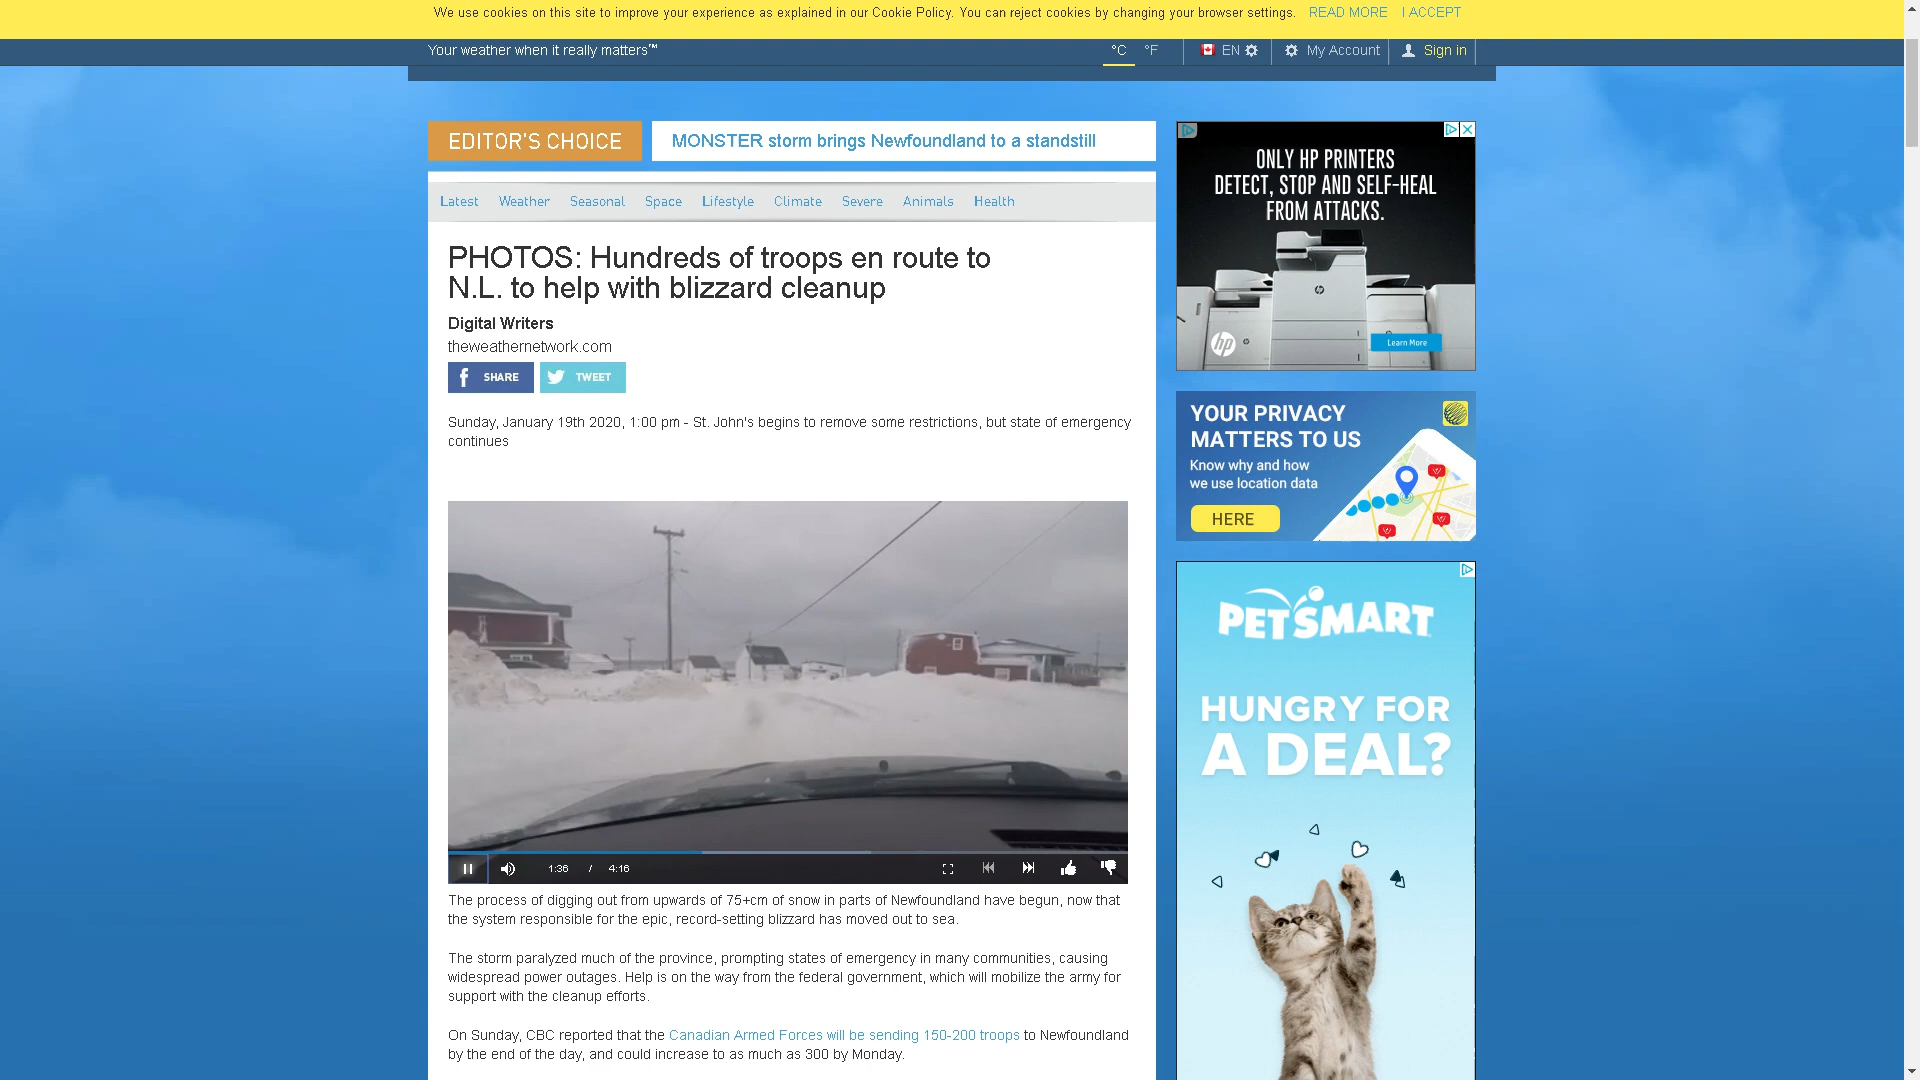 We use cookies on this site to improve your experience as explained in our Cookie Policy. You can reject cookies by changing your browser settings. READ MORE I ACCEPT
Your weather when it really matters™
°C °F EN My Account Sign in
EDITOR'S CHOICE
MONSTER storm brings Newfoundland to a standstill
Latest Weather Seasonal Space Lifestyle Climate Severe Animals Health
PHOTOS: Hundreds of troops en route to
N.L. to help with blizzard cleanup
Digital Writers
theweathernetwork.com
SHARE TWEET
Sunday, January 19th 2020, 1:00 pm - St. John's begins to remove some restrictions, but state of emergency
continues
1:36 / 4:16
The process of digging out from upwards of 75+cm of snow in parts of Newfoundland have begun, now that
the system responsible for the epic, record-setting blizzard has moved out to sea.
The storm paralyzed much of the province, prompting states of emergency in many communities, causing
widespread power outages. Help is on the way from the federal government, which will mobilize the army for
support with the cleanup efforts.
On Sunday, CBC reported that the Canadian Armed Forces will be sending 150-200 troops to Newfoundland
by the end of the day, and could increase to as much as 300 by Monday.
ONLY HP PRINTERS
DETECT, STOP AND SELF-HEAL
FROM ATTACKS.
hp
Learn More
YOUR PRIVACY
MATTERS TO US
Know why and how
we use location data
HERE
PETSMART
HUNGRY FOR
A DEAL?